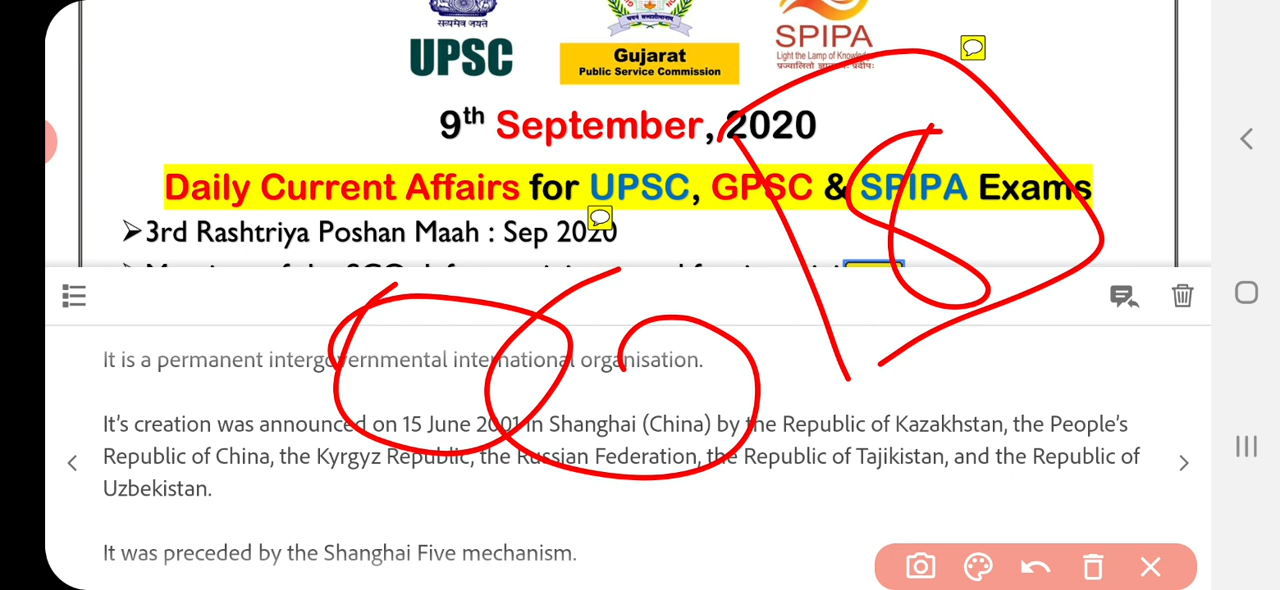 सत्यमेव जयते
UPSC
Gujarat
Public Service Commission
SPIPA
Light the Lamp of Knowledge
9th September, 2020
Daily Current Affairs for UPSC, GPSC & SPIPA Exams
➢3rd Rashtriya Poshan Maah : Sep 2020
It is a permanent intergovernmental international organisation.
It's creation was announced on 15 June 2001 in Shanghai (China) by the Republic of Kazakhstan, the People's
Republic of China, the Kyrgyz Republic, the Russian Federation, the Republic of Tajikistan, and the Republic of
Uzbekistan.
It was preceded by the Shanghai Five mechanism.